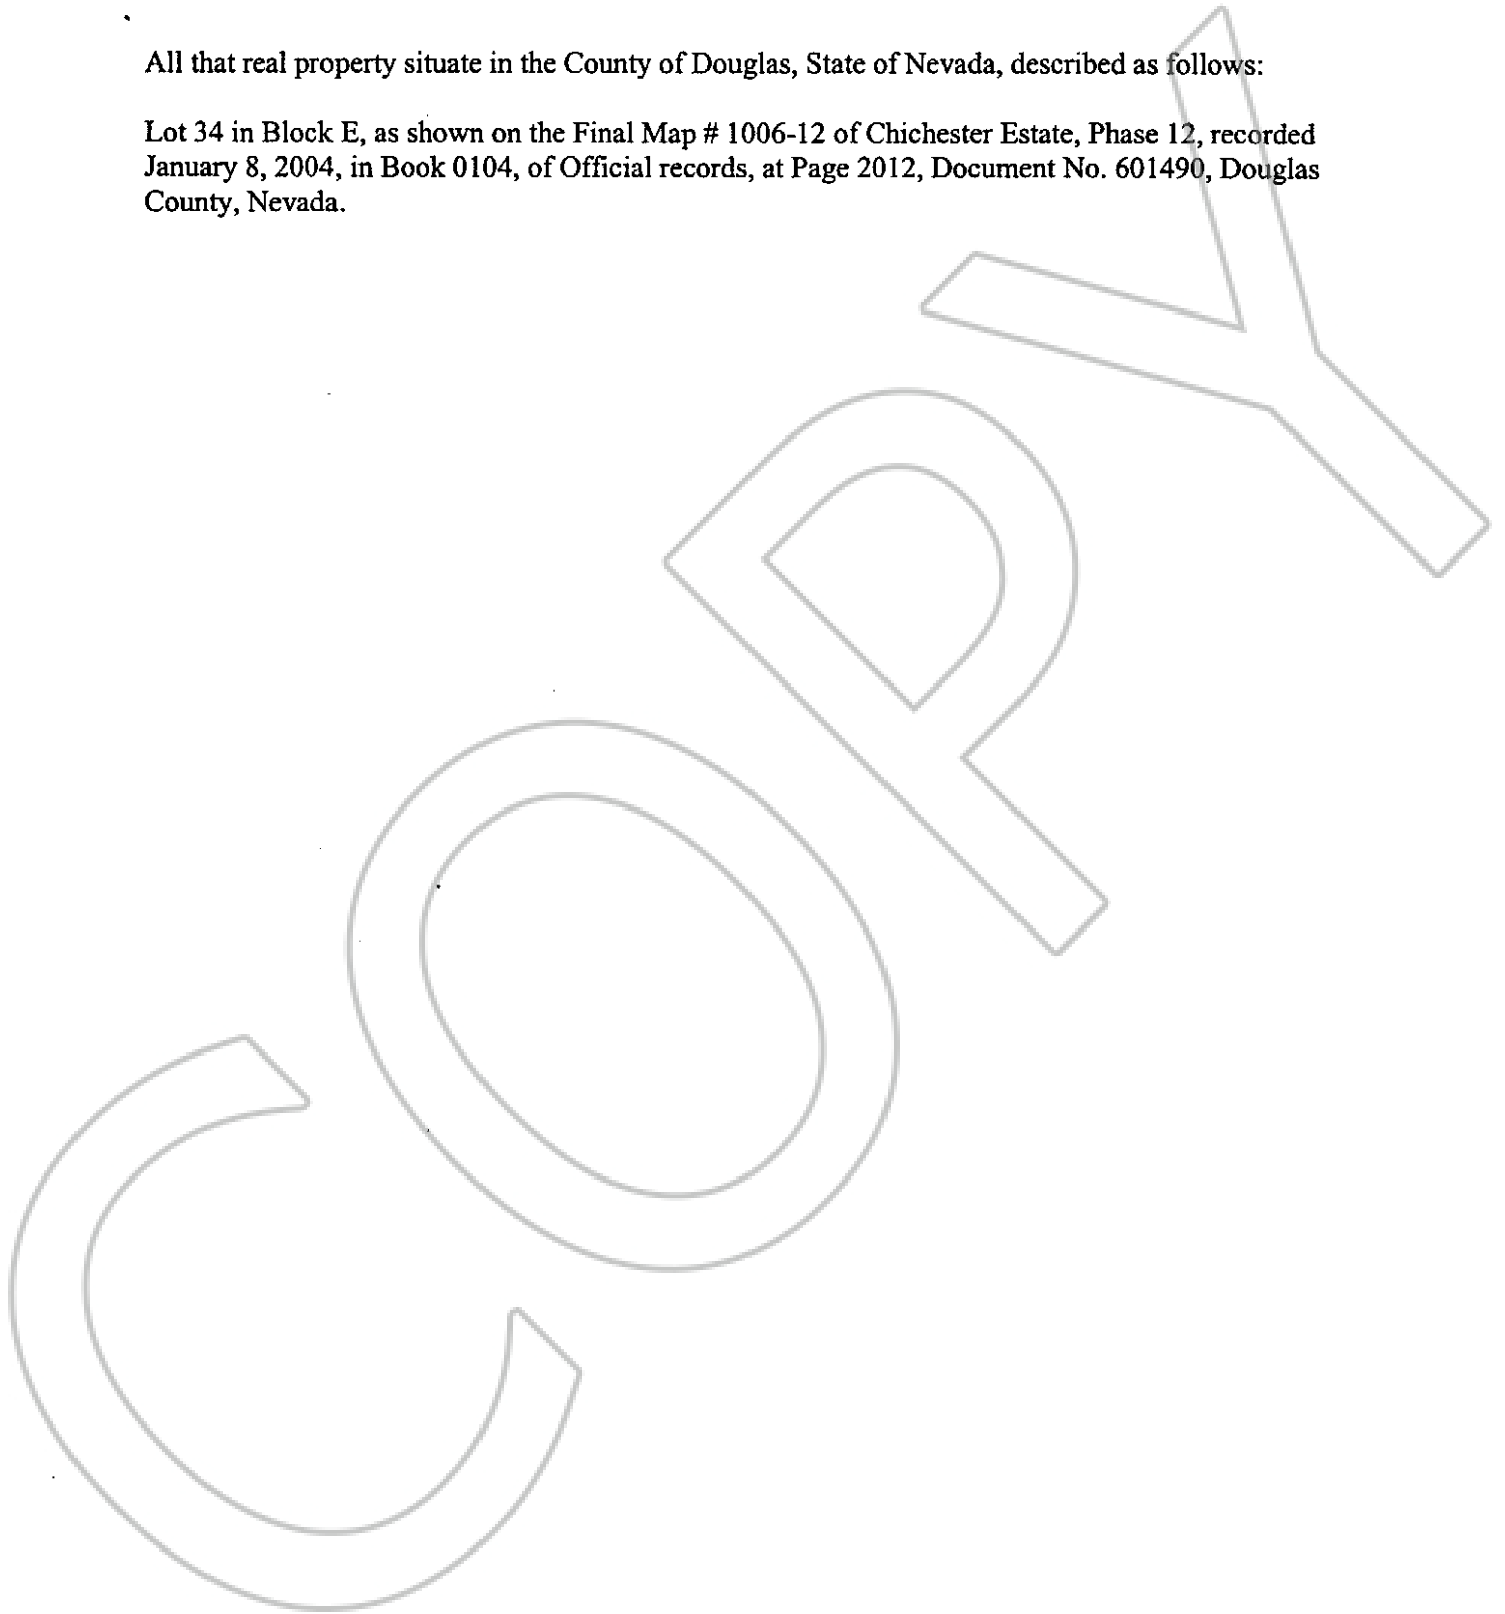 All that real property situate in the County of Douglas, State of Nevada, described as follows:
Lot 34 in Block E, as shown on the Final Map # 1006-12 of Chichester Estate, Phase 12, recorded
January 8, 2004, in Book 0104, of Official records, at Page 2012, Document No. 601490, Douglas
County, Nevada.
COPY